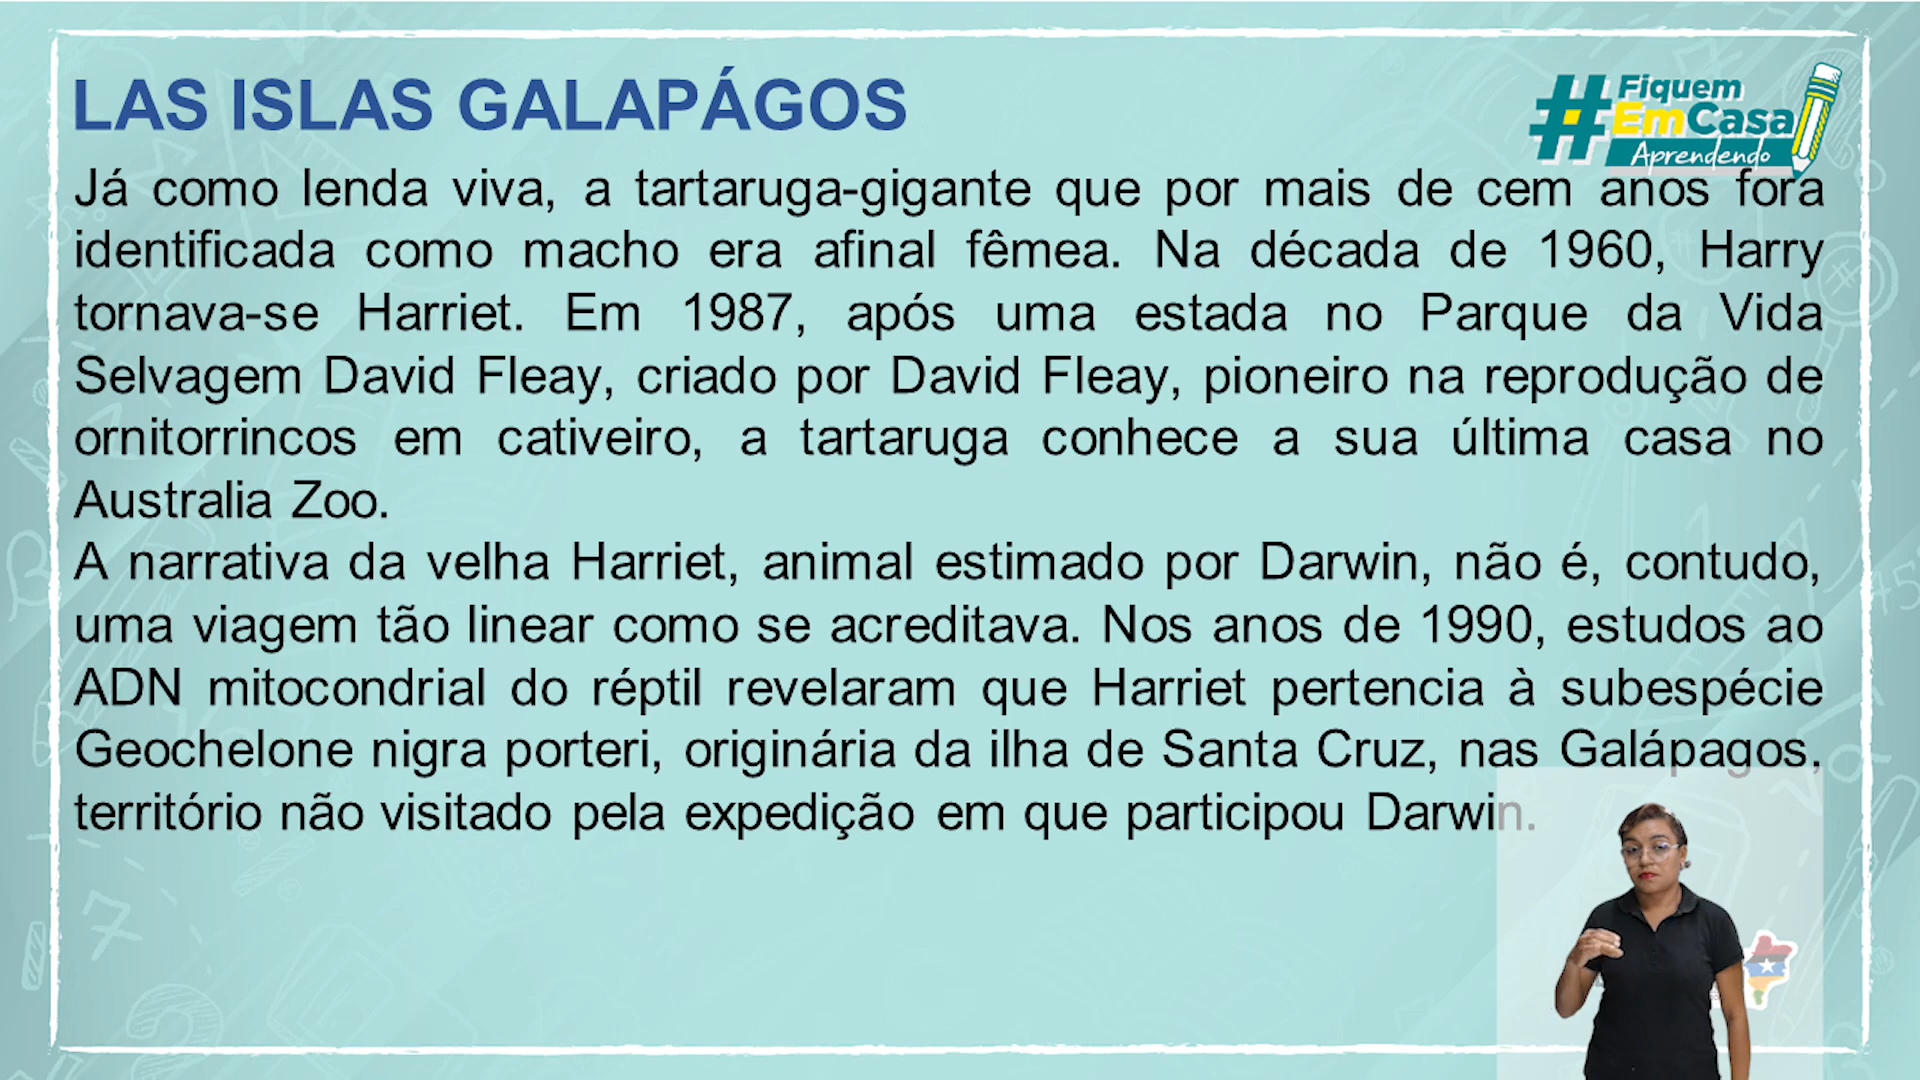 LAS ISLAS GALAPÁGOS
#Fiquem
EmCasa
Aprendendo
Já como lenda viva, a tartaruga-gigante que por mais de cem anos fora
identificada como macho era afinal fêmea. Na década de 1960, Harry
tornava-se Harriet. Em 1987, após uma estada no Parque da Vida
Selvagem David Fleay, criado por David Fleay, pioneiro na reprodução de
ornitorrincos em cativeiro, a tartaruga conhece a sua última casa no
Australia Zoo.
A narrativa da velha Harriet, animal estimado por Darwin, não é, contudo,
uma viagem tão linear como se acreditava. Nos anos de 1990, estudos ao
ADN mitocondrial do réptil revelaram que Harriet pertencia à subespécie
Geochelone nigra porteri, originária da ilha de Santa Cruz, nas Galápagos,
território não visitado pela expedição em que participou Darwin.